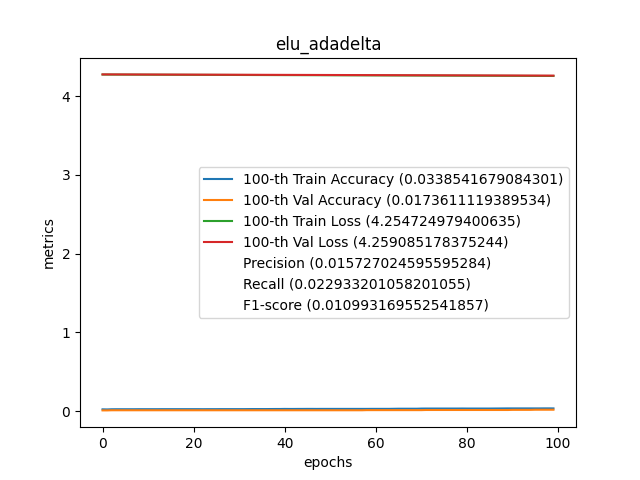 elu_adadelta
metrics
4
3
2
1
0
100-th Train Accuracy (0.0338541679084301)
100-th Val Accuracy (0.0173611119389534)
100-th Train Loss (4.254724979400635)
100-th Val Loss (4.259085178375244)
Precision (0.015727024595595284)
Recall (0.022933201058201055)
F1-score (0.010993169552541857)
0 20 40 60 80 100
epochs